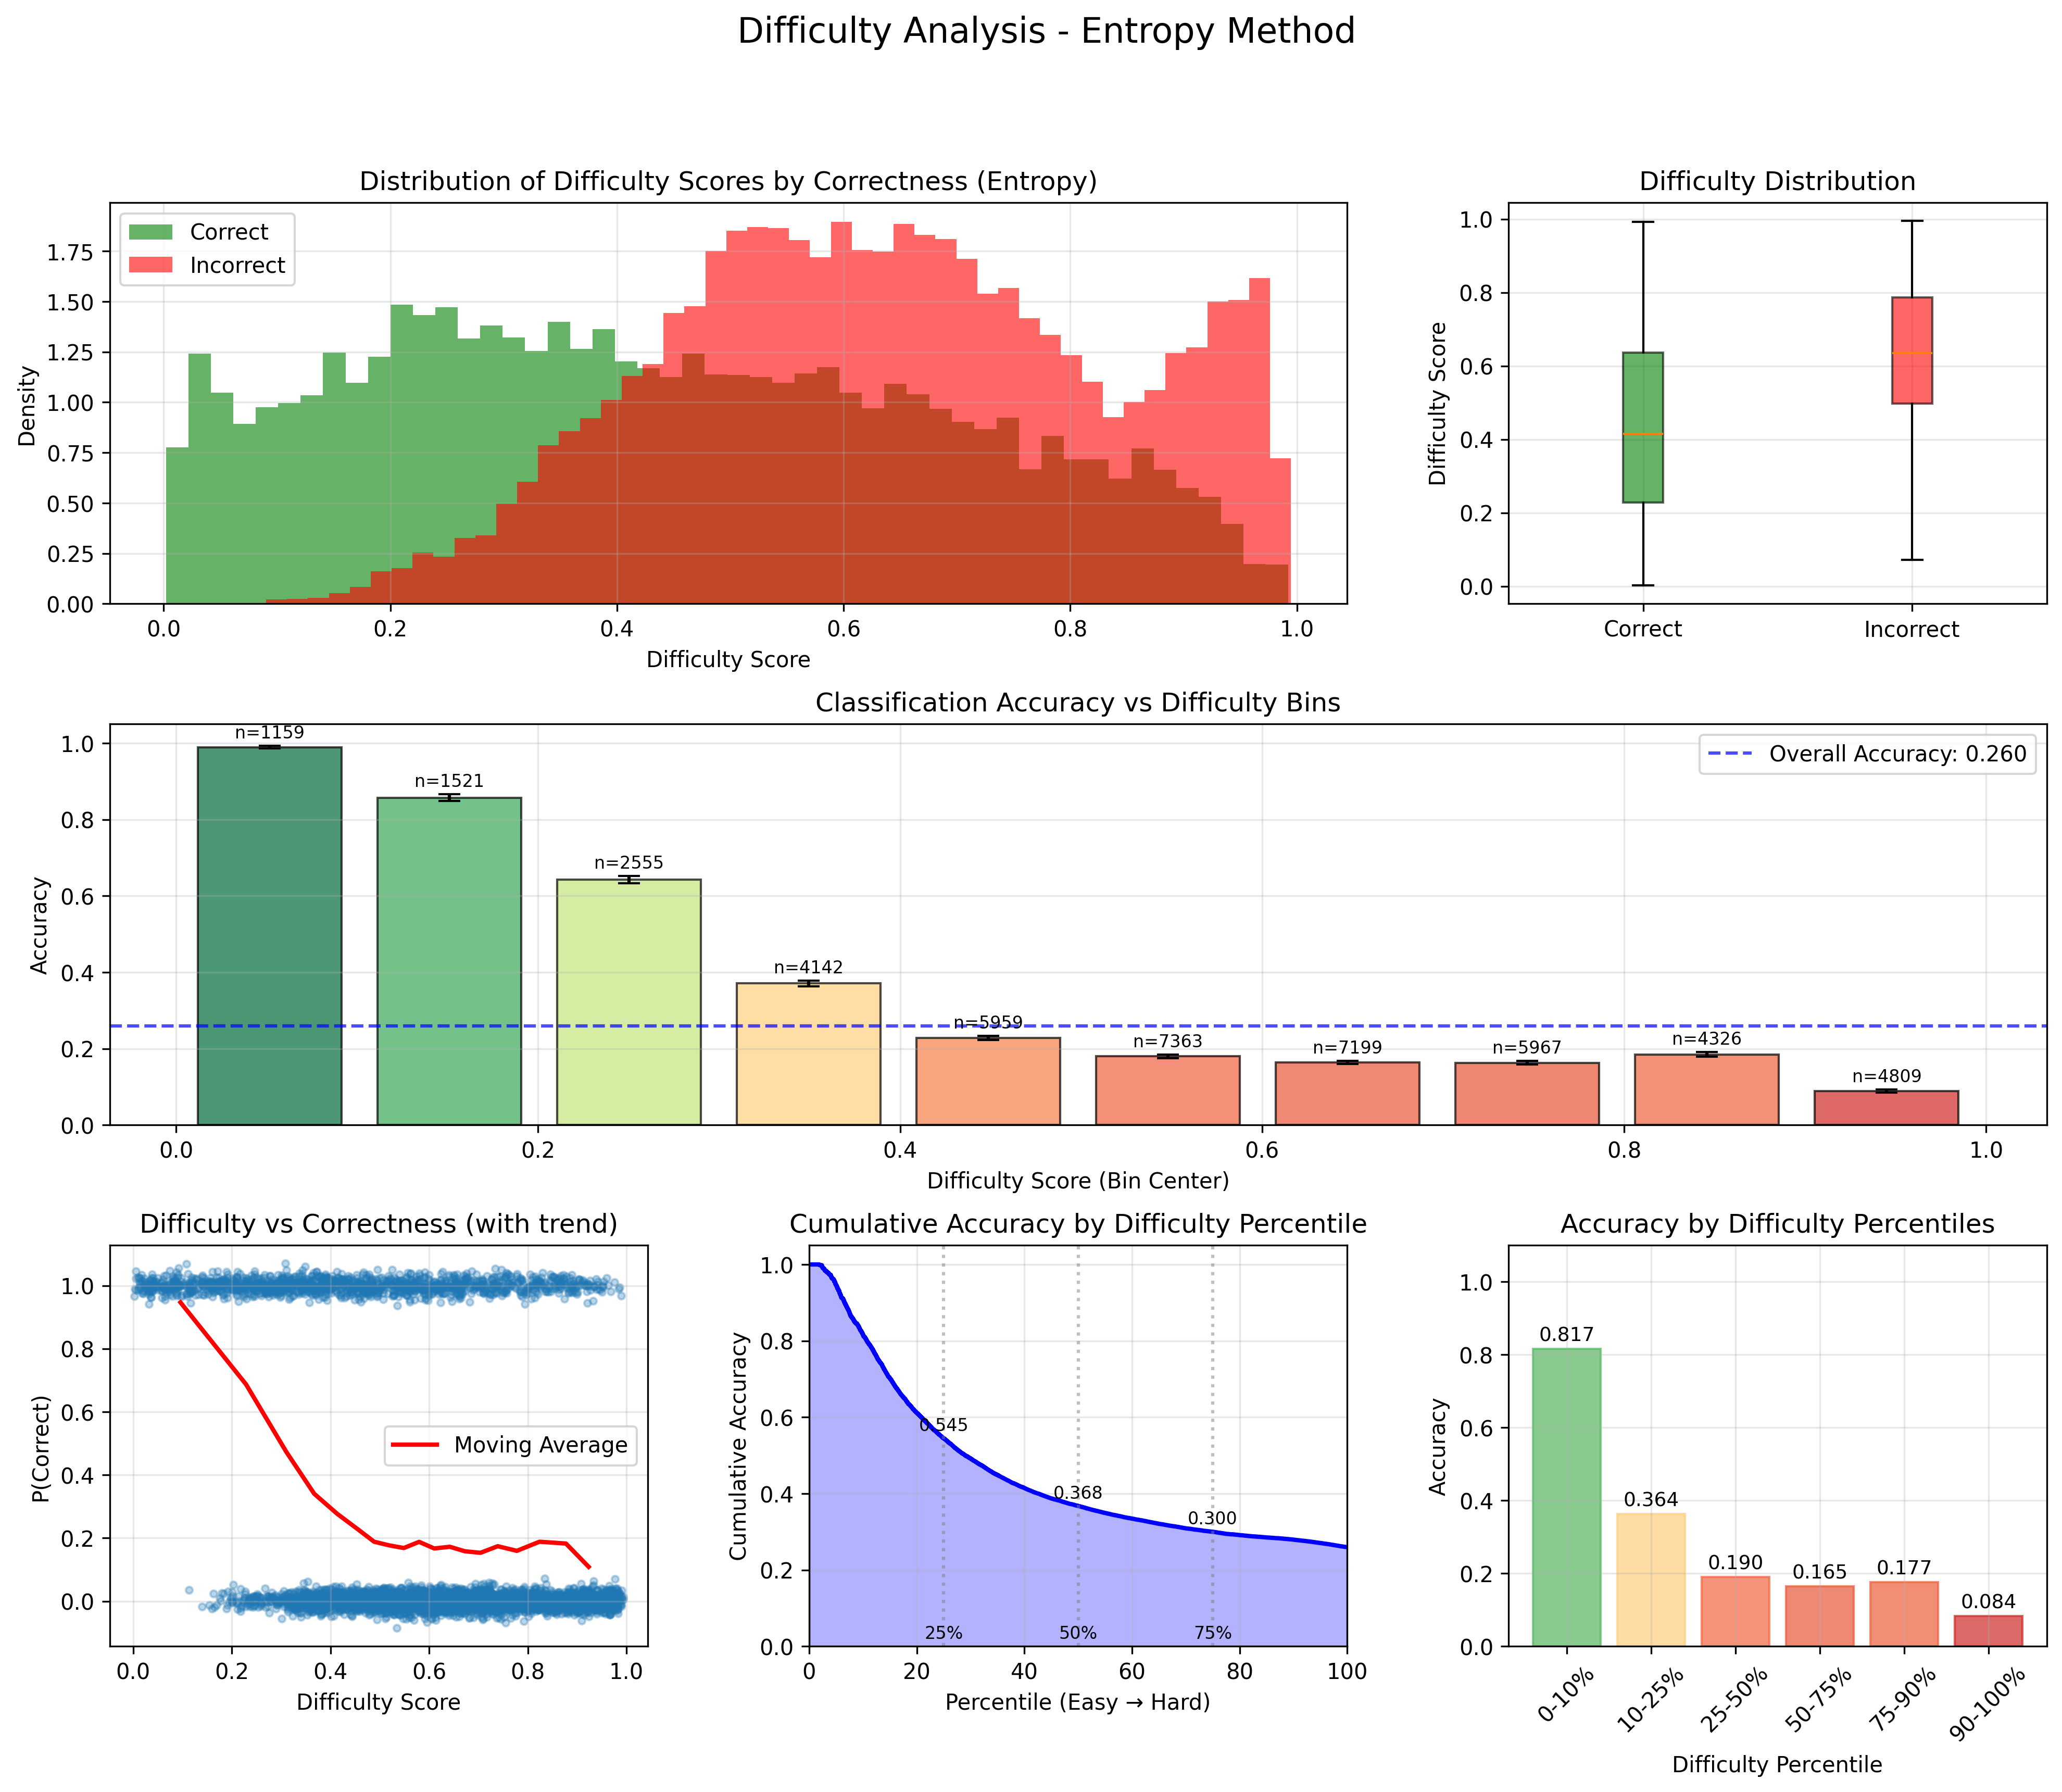 Difficulty Analysis - Entropy Method
Distribution of Difficulty Scores by Correctness (Entropy)
Correct
Incorrect
Density
1.75
1.50
1.25
1.00
0.75
0.50
0.25
0.00
0.0 0.2 0.4 0.6 0.8 1.0
Difficulty Score
Difficulty Distribution
Difficulty Score
1.0
0.8
0.6
0.4
0.2
0.0
Correct Incorrect
Classification Accuracy vs Difficulty Bins
Overall Accuracy: 0.260
Accuracy
1.0
0.8
0.6
0.4
0.2
0.0
n=1159
n=1521
n=2555
n=4142
n=5959
n=7363
n=7199
n=5967
n=4326
n=4809
0.0 0.2 0.4 0.6 0.8 1.0
Difficulty Score (Bin Center)
Difficulty vs Correctness (with trend)
P(Correct)
1.0
0.8
0.6
0.4
0.2
0.0
Moving Average
0.0 0.2 0.4 0.6 0.8 1.0
Difficulty Score
Cumulative Accuracy by Difficulty Percentile
Cumulative Accuracy
1.0
0.8
0.6
0.4
0.2
0.0
0.545
0.368
0.300
25% 50% 75%
0 20 40 60 80 100
Percentile (Easy → Hard)
Accuracy by Difficulty Percentiles
Accuracy
1.0
0.8
0.6
0.4
0.2
0.0
0.817
0.364
0.190
0.165
0.177
0.084
0-10% 10-25% 25-50% 50-75% 75-90% 90-100%
Difficulty Percentile